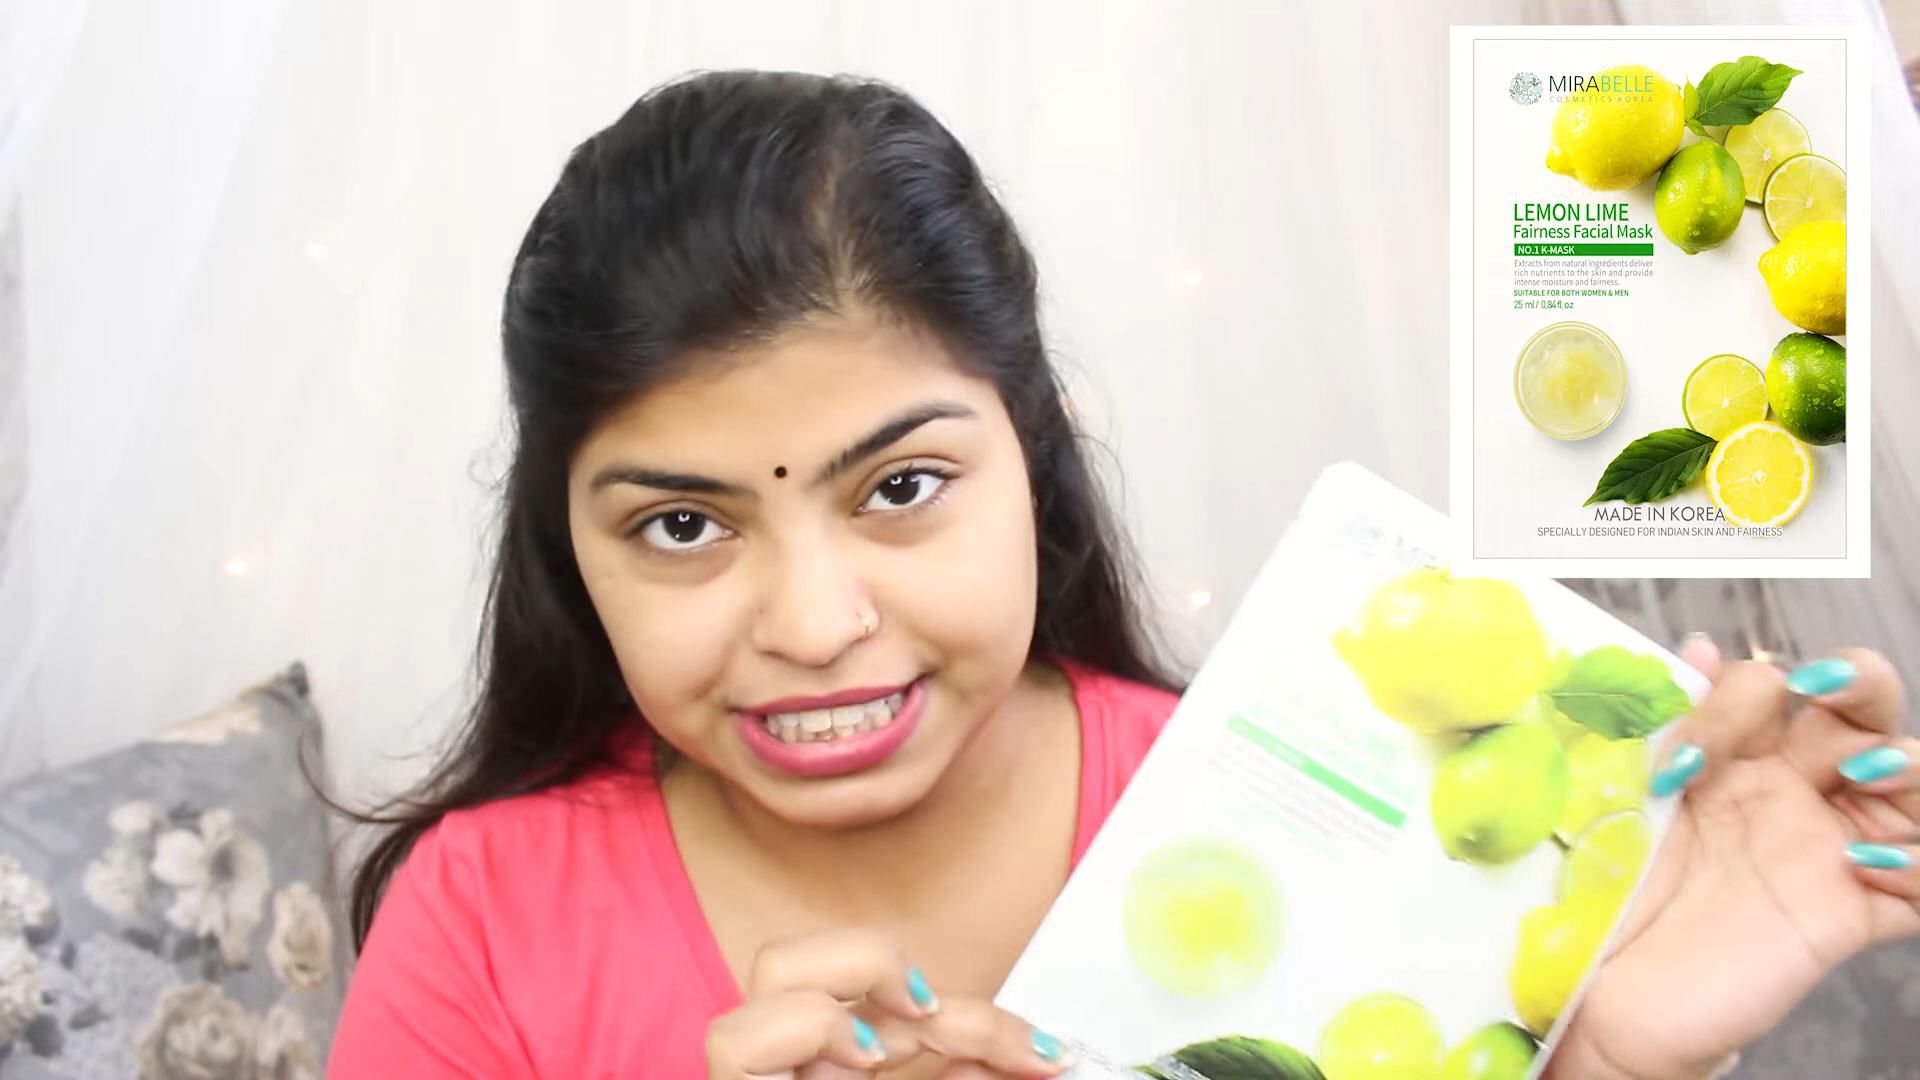 MIRABELLE
COSMETICS KOREA
LEMON LIME
Fairness Facial Mask
NO.1 K-MASK
Extracts from natural ingredients deliver
rich nutrients to the skin and provide
intense moisture and fairness.
SUITABLE FOR BOTH WOMEN & MEN
25 ml / 0.84 fl. oz
MADE IN KOREA
SPECIALLY DESIGNED FOR INDIAN SKIN AND FAIRNESS